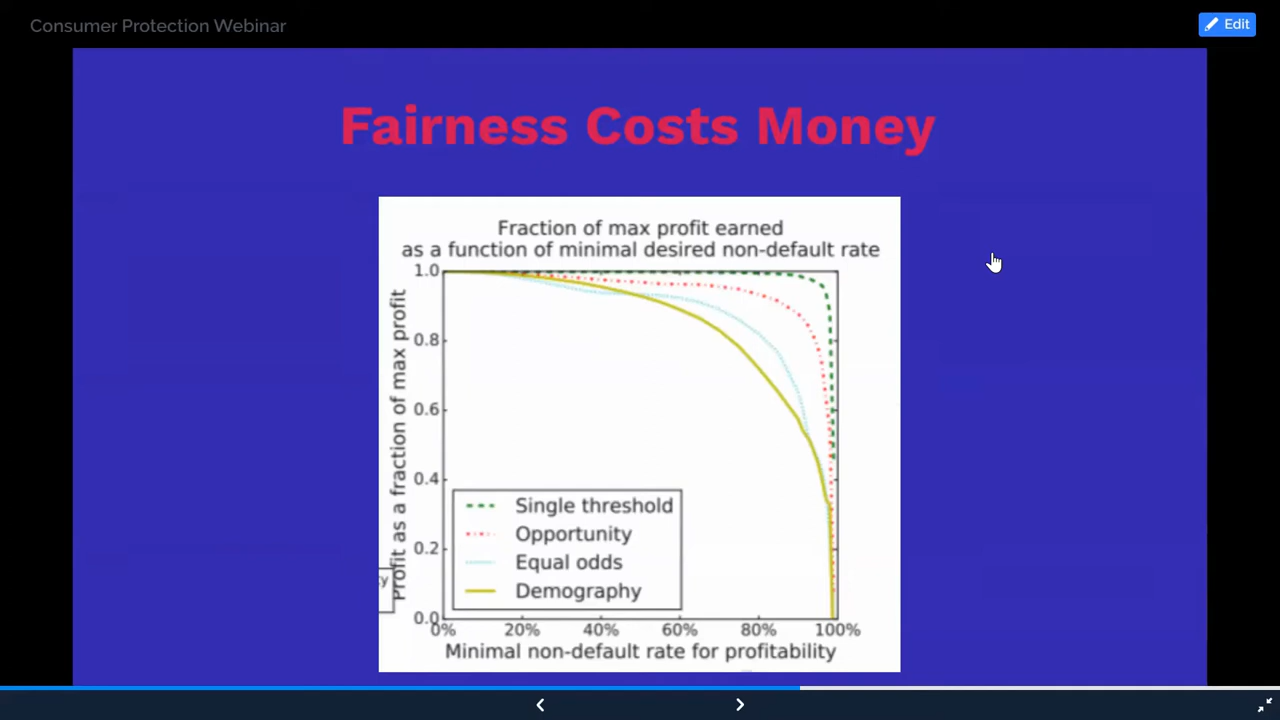 Consumer Protection Webinar
Edit
Fairness Costs Money
Fraction of max profit earned
as a function of minimal desired non-default rate
Profit as a fraction of max profit
1.0
0.8
0.6
0.4
0.2
0.0
Single threshold
Opportunity
Equal odds
Demography
0% 20% 40% 60% 80% 100%
Minimal non-default rate for profitability